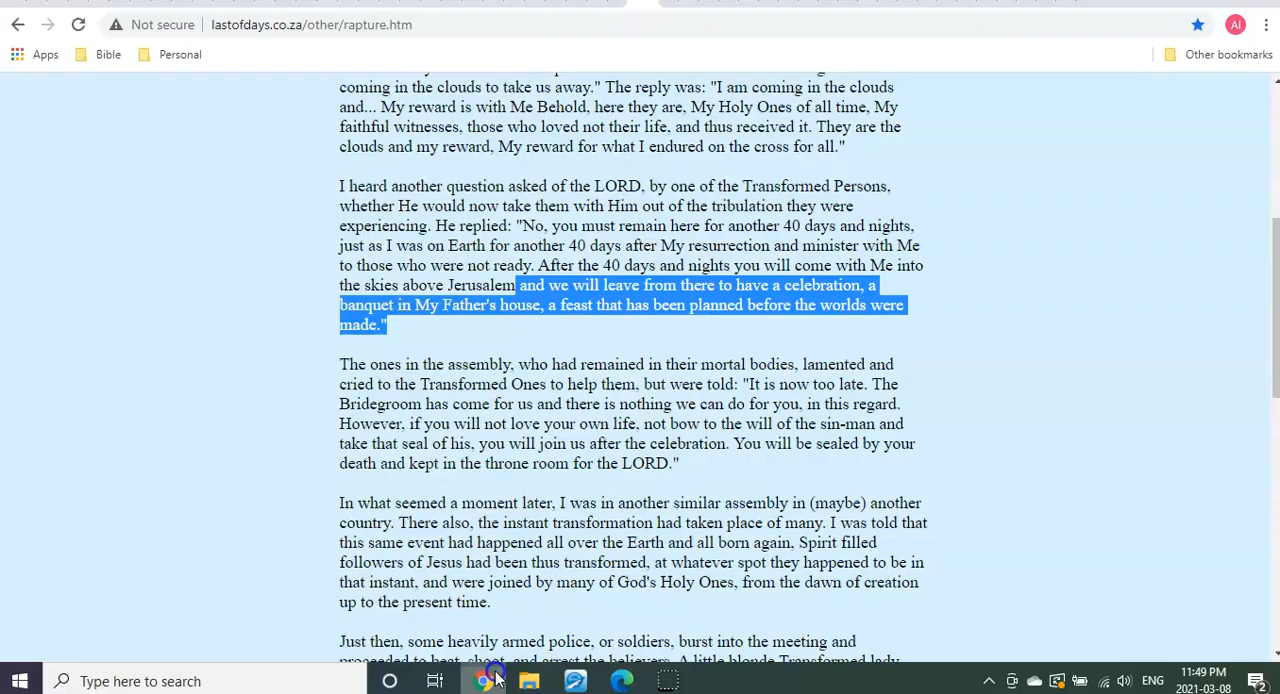 Not secure lastofdays.co.za/other/rapture.htm AI
Apps Bible Personal Other bookmarks
coming in the clouds to take us away." The reply was: "I am coming in the clouds
and... My reward is with Me Behold, here they are, My Holy Ones of all time, My
faithful witnesses, those who loved not their life, and thus received it. They are the
clouds and my reward, My reward for what I endured on the cross for all."
I heard another question asked of the LORD, by one of the Transformed Persons,
whether He would now take them with Him out of the tribulation they were
experiencing. He replied: "No, you must remain here for another 40 days and nights,
just as I was on Earth for another 40 days after My resurrection and minister with Me
to those who were not ready. After the 40 days and nights you will come with Me into
the skies above Jerusalem and we will leave from there to have a celebration, a
banquet in My Father's house, a feast that has been planned before the worlds were
made."
The ones in the assembly, who had remained in their mortal bodies, lamented and
cried to the Transformed Ones to help them, but were told: "It is now too late. The
Bridegroom has come for us and there is nothing we can do for you, in this regard.
However, if you will not love your own life, not bow to the will of the sin-man and
take that seal of his, you will join us after the celebration. You will be sealed by your
death and kept in the throne room for the LORD."
In what seemed a moment later, I was in another similar assembly in (maybe) another
country. There also, the instant transformation had taken place of many. I was told that
this same event had happened all over the Earth and all born again, Spirit filled
followers of Jesus had been thus transformed, at whatever spot they happened to be in
that instant, and were joined by many of God's Holy Ones, from the dawn of creation
up to the present time.
Just then, some heavily armed police, or soldiers, burst into the meeting and
proceeded to beat, shoot, and arrest the believers. A little blonde Transformed lady
Type here to search
ENG
11:49 PM
2021-03-08
2